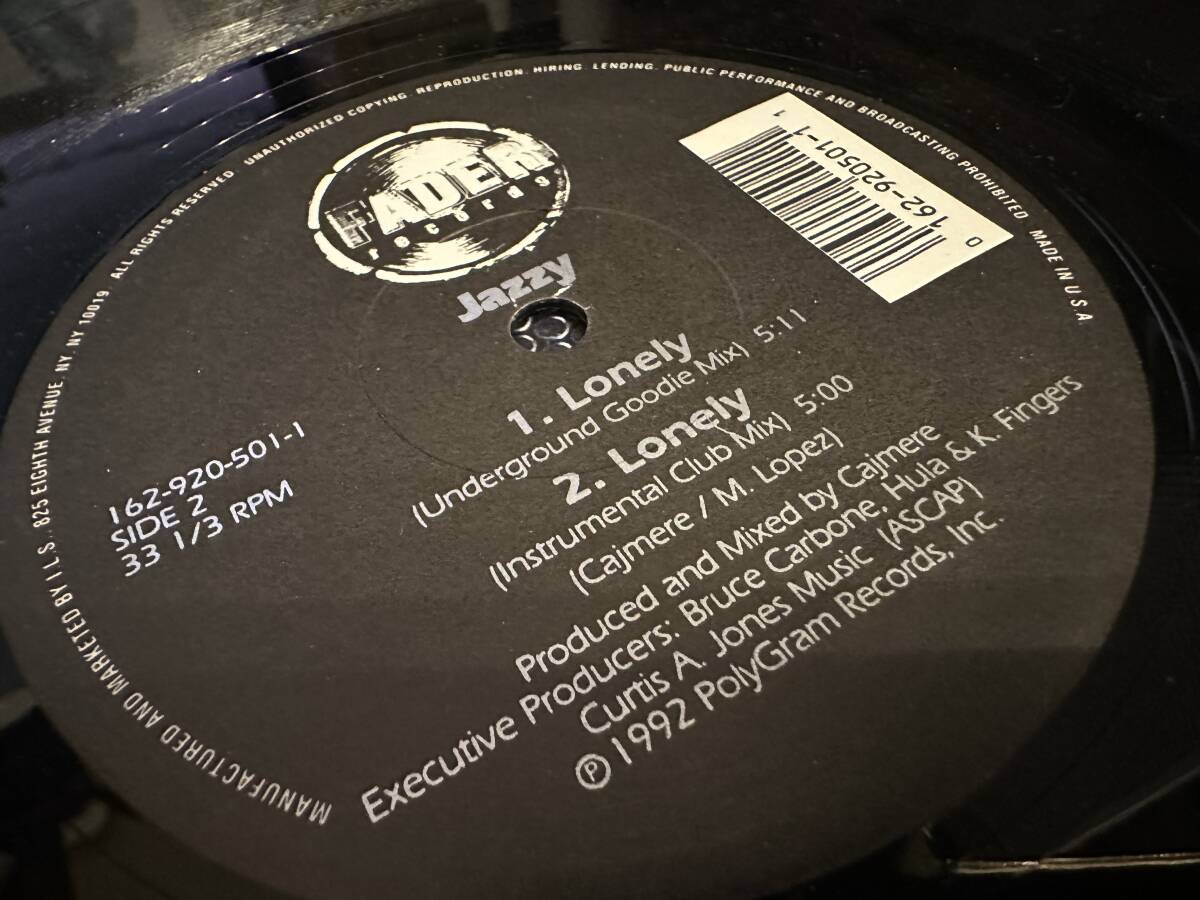 FADER
records
Jazzy
1. Lonely
(Underground Goodie Mix) 5:11
2. Lonely
(Instrumental Club Mix) 5:00
(Cajmere / M. Lopez)
Produced and Mixed by Cajmere
Executive Producers: Bruce Carbone, Hula & K. Fingers
Curtis A. Jones Music (ASCAP)
℗ 1992 PolyGram Records, Inc.
162-920-501-1
SIDE 2
33 1/3 RPM
0 162-920501-1 1
MANUFACTURED AND MARKETED BY I.L.S., 825 EIGHTH AVENUE, NY, NY 10019 ALL RIGHTS RESERVED UNAUTHORIZED COPYING. REPRODUCTION. HIRING. LENDING. PUBLIC PERFORMANCE AND BROADCASTING PROHIBITED MADE IN U.S.A.